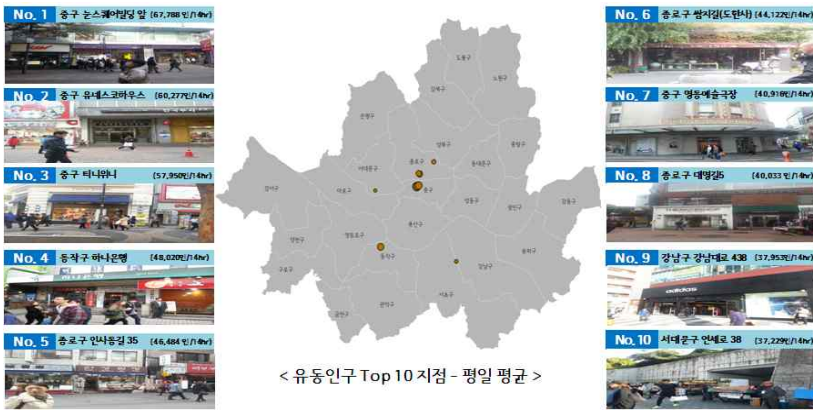 No. 1 중구 눈스퀘어빌딩 앞 (67,788 인/14hr)
No. 2 중구 유네스코하우스 (60,277인/14hr)
No. 3 중구 티니위니 (57,950인/14hr)
No. 4 동작구 하나은행 (48,020인/14hr)
No. 5 종로구 인사동길 35 (46,484 인/14hr)
도봉구
노원구
강북구
은평구
성북구
중랑구
종로구
동대문구
서대문구
마포구
중구
강서구
성동구
광진구
강동구
용산구
양천구
영등포구
동작구
송파구
강남구
구로구
서초구
관악구
금천구
< 유동인구 Top 10 지점 - 평일 평균 >
No. 6 종로구 쌈지길(도한사) (44,122인/14hr)
No. 7 중구 명동예술극장 (40,918인/14hr)
No. 8 종로구 대명길5 (40,033 인/14hr)
No. 9 강남구 강남대로 438 (37,953인/14hr)
adidas
No. 10 서대문구 연세로 38 (37,229인/14hr)